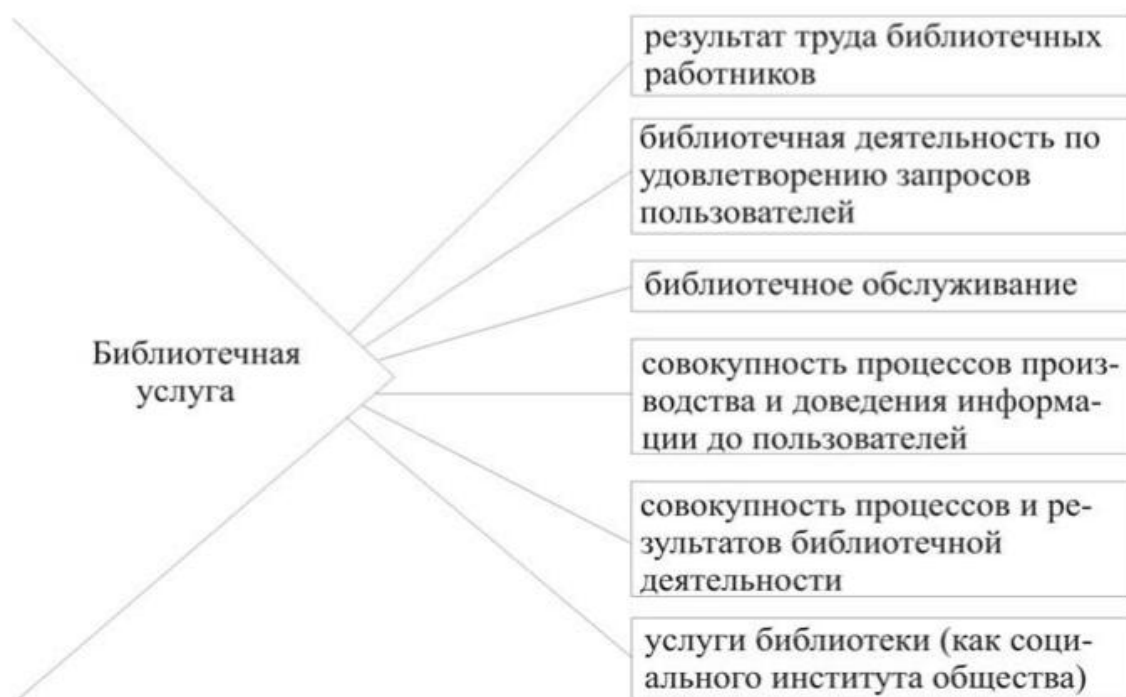 результат труда библиотечных
работников
библиотечная деятельность по
удовлетворению запросов
пользователей
библиотечное обслуживание
Библиотечная
услуга
совокупность процессов произ-
водства и доведения информа-
ции до пользователей
совокупность процессов и ре-
зультатов библиотечной
деятельности
услуги библиотеки (как соци-
ального института общества)